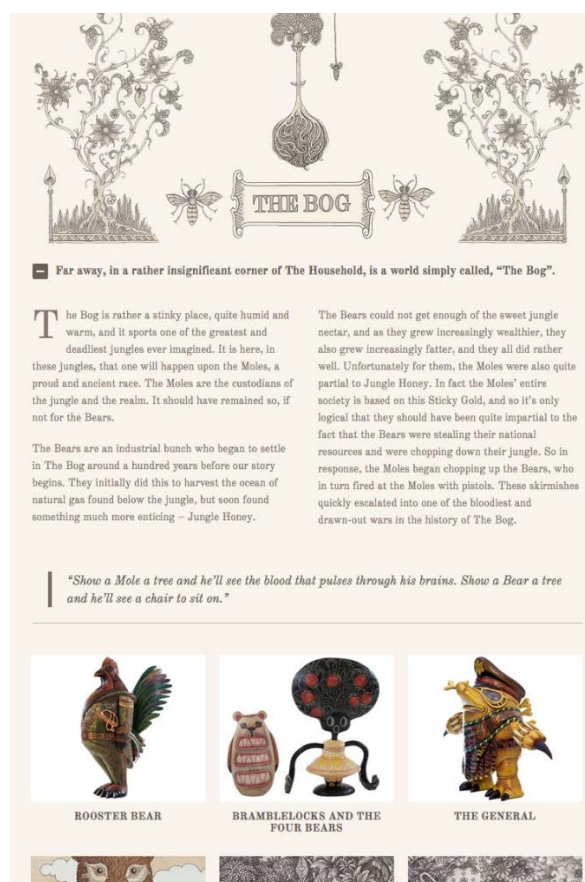 THE BOG
Far away, in a rather insignificant corner of The Household, is a world simply called, “The Bog”.
The Bog is rather a stinky place, quite humid and
warm, and it sports one of the greatest and
deadliest jungles ever imagined. It is here, in
these jungles, that one will happen upon the Moles, a
proud and ancient race. The Moles are the custodians of
the jungle and the realm. It should have remained so, if
not for the Bears.
The Bears are an industrial bunch who began to settle
in The Bog around a hundred years before our story
begins. They initially did this to harvest the ocean of
natural gas found below the jungle, but soon found
something much more enticing – Jungle Honey.
The Bears could not get enough of the sweet jungle
nectar, and as they grew increasingly wealthier, they
also grew increasingly fatter, and they all did rather
well. Unfortunately for them, the Moles were also quite
partial to Jungle Honey. In fact the Moles’ entire
society is based on this Sticky Gold, and so it’s only
logical that they should have been quite impartial to the
fact that the Bears were stealing their national
resources and were chopping down their jungle. So in
response, the Moles began chopping up the Bears, who
in turn fired at the Moles with pistols. These skirmishes
quickly escalated into one of the bloodiest and
drawn-out wars in the history of The Bog.
“Show a Mole a tree and he’ll see the blood that pulses through his brains. Show a Bear a tree
and he’ll see a chair to sit on.”
ROOSTER BEAR
BRAMBLELOCKS AND THE
FOUR BEARS
THE GENERAL